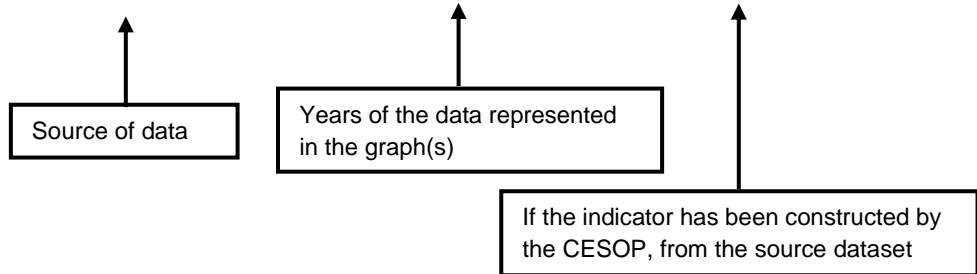 Source of data
Years of the data represented
in the graph(s)
If the indicator has been constructed by
the CESOP, from the source dataset